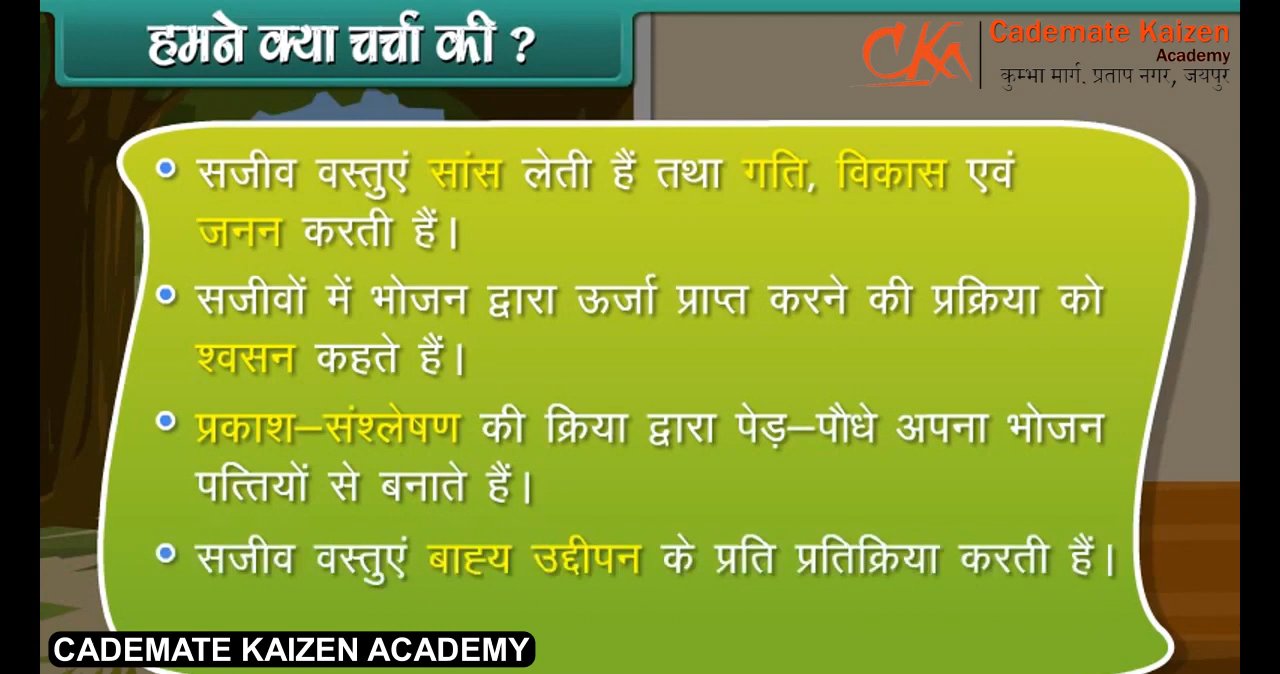 हमने क्या चर्चा की ?
CKA
Cademate Kaizen
Academy
कुम्भा मार्ग, प्रताप नगर, जयपुर
• सजीव वस्तुएं सांस लेती हैं तथा गति, विकास एवं
जनन करती हैं।
• सजीवों में भोजन द्वारा ऊर्जा प्राप्त करने की प्रक्रिया को
श्वसन कहते हैं।
• प्रकाश–संश्लेषण की क्रिया द्वारा पेड़–पौधे अपना भोजन
पत्तियों से बनाते हैं।
• सजीव वस्तुएं बाह्य उद्दीपन के प्रति प्रतिक्रिया करती हैं।
CADEMATE KAIZEN ACADEMY